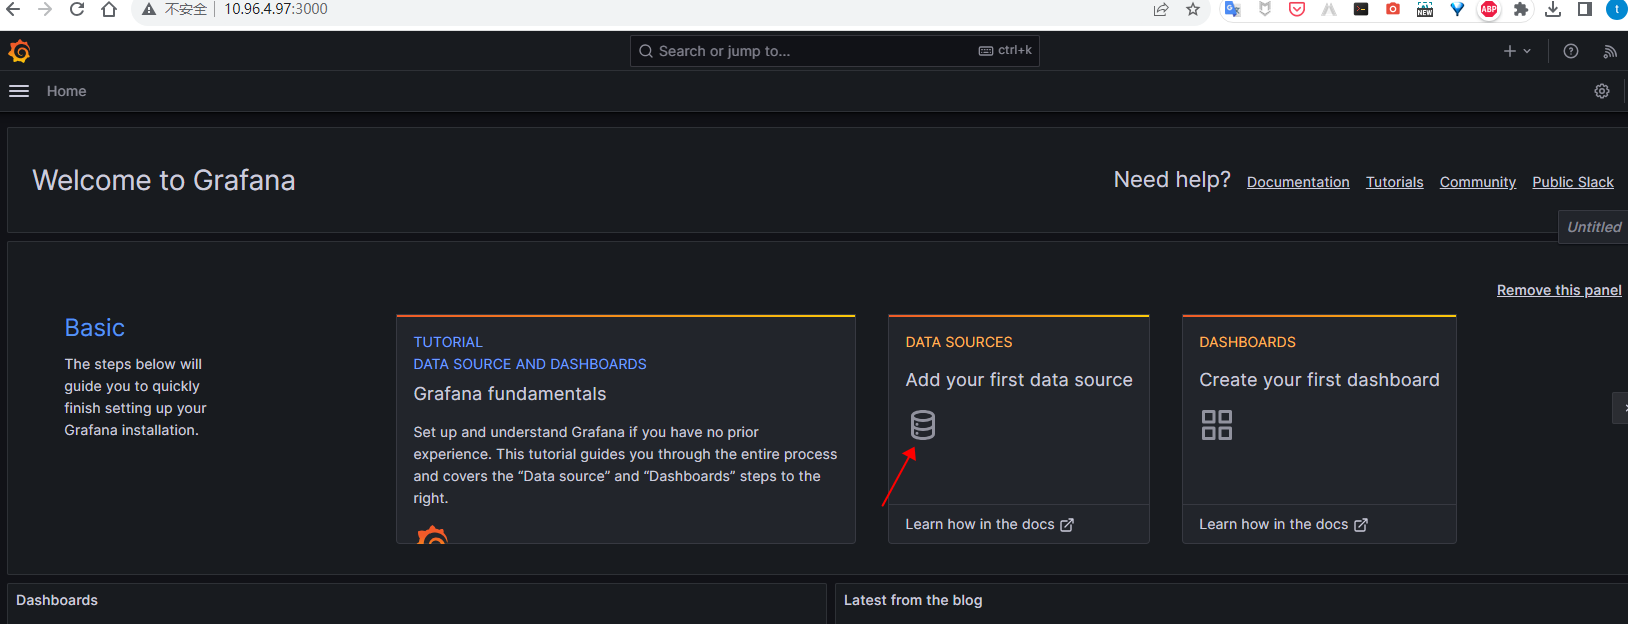 不安全 10.96.4.97:3000
NEW
ABP
t
Search or jump to...
ctrl+k
Home
Welcome to Grafana
Need help? Documentation Tutorials Community Public Slack
Untitled
Remove this panel
Basic
The steps below will
guide you to quickly
finish setting up your
Grafana installation.
TUTORIAL
DATA SOURCE AND DASHBOARDS
Grafana fundamentals
Set up and understand Grafana if you have no prior
experience. This tutorial guides you through the entire process
and covers the “Data source” and “Dashboards” steps to the
right.
DATA SOURCES
Add your first data source
Learn how in the docs
DASHBOARDS
Create your first dashboard
Learn how in the docs
Dashboards
Latest from the blog